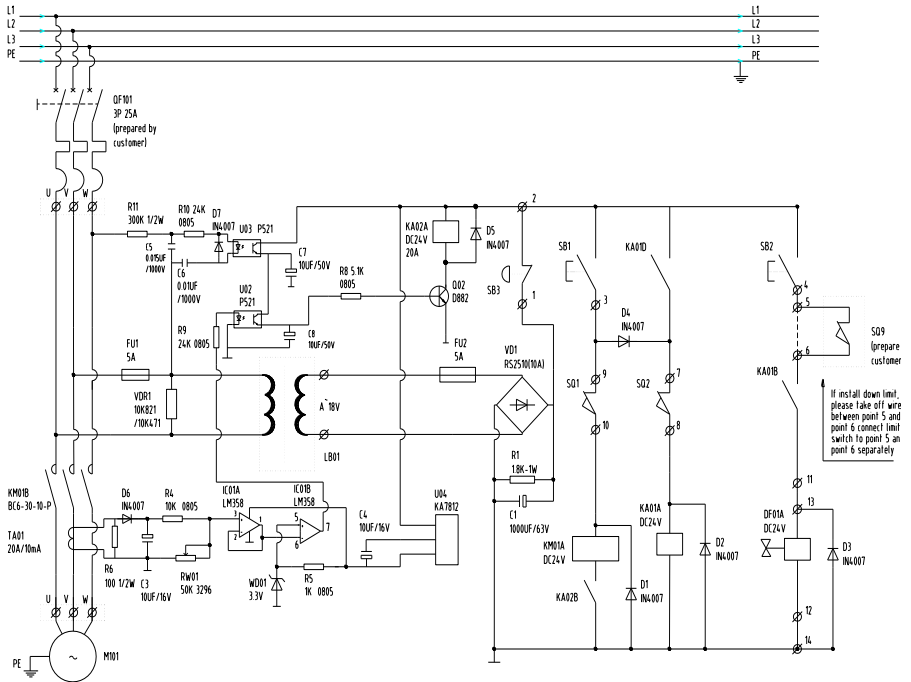 L1
L1
L2
L2
L3
L3
PE
PE
QF101
3P 25A
(prepared by
customer)
U
V
W
R11
300K 1/2W
R10 24K
0805
D7
IN4007
U03 P521
C5
0.015UF
/1000V
C6
0.01UF
/1000V
C7
10UF/50V
KA02A
DC24V
20A
D5
IN4007
2
SB3
1
SB1
3
KA01D
SB2
4
5
6
SQ9
(prepare
customer
U02
P521
R8 5.1K
0805
Q02
D882
D4
IN4007
R9
24K 0805
C8
10UF/50V
FU1
5A
FU2
5A
VD1
RS2510(10A)
KA01B
VDR1
10K821
/10K471
A~18V
LB01
SQ1
9
10
SQ2
7
8
If install down limit,
please take off wire
between point 5 and
point 6 connect limit
switch to point 5 an
point 6 separately
R1
1.8K-1W
C1
1000UF/63V
11
13
KM01B
BC6-30-10-P
TA01
20A/10mA
D6
IN4007
R4
10K 0805
IC01A
LM358
IC01B
LM358
3
2
1
5
6
7
C4
10UF/16V
U04
KA7812
R6
100 1/2W
C3
10UF/16V
RW01
50K 3296
WD01
3.3V
R5
1K 0805
KM01A
DC24V
KA02B
D1
IN4007
KA01A
DC24V
D2
IN4007
DF01A
DC24V
D3
IN4007
12
14
U
V
W
M101
~
PE